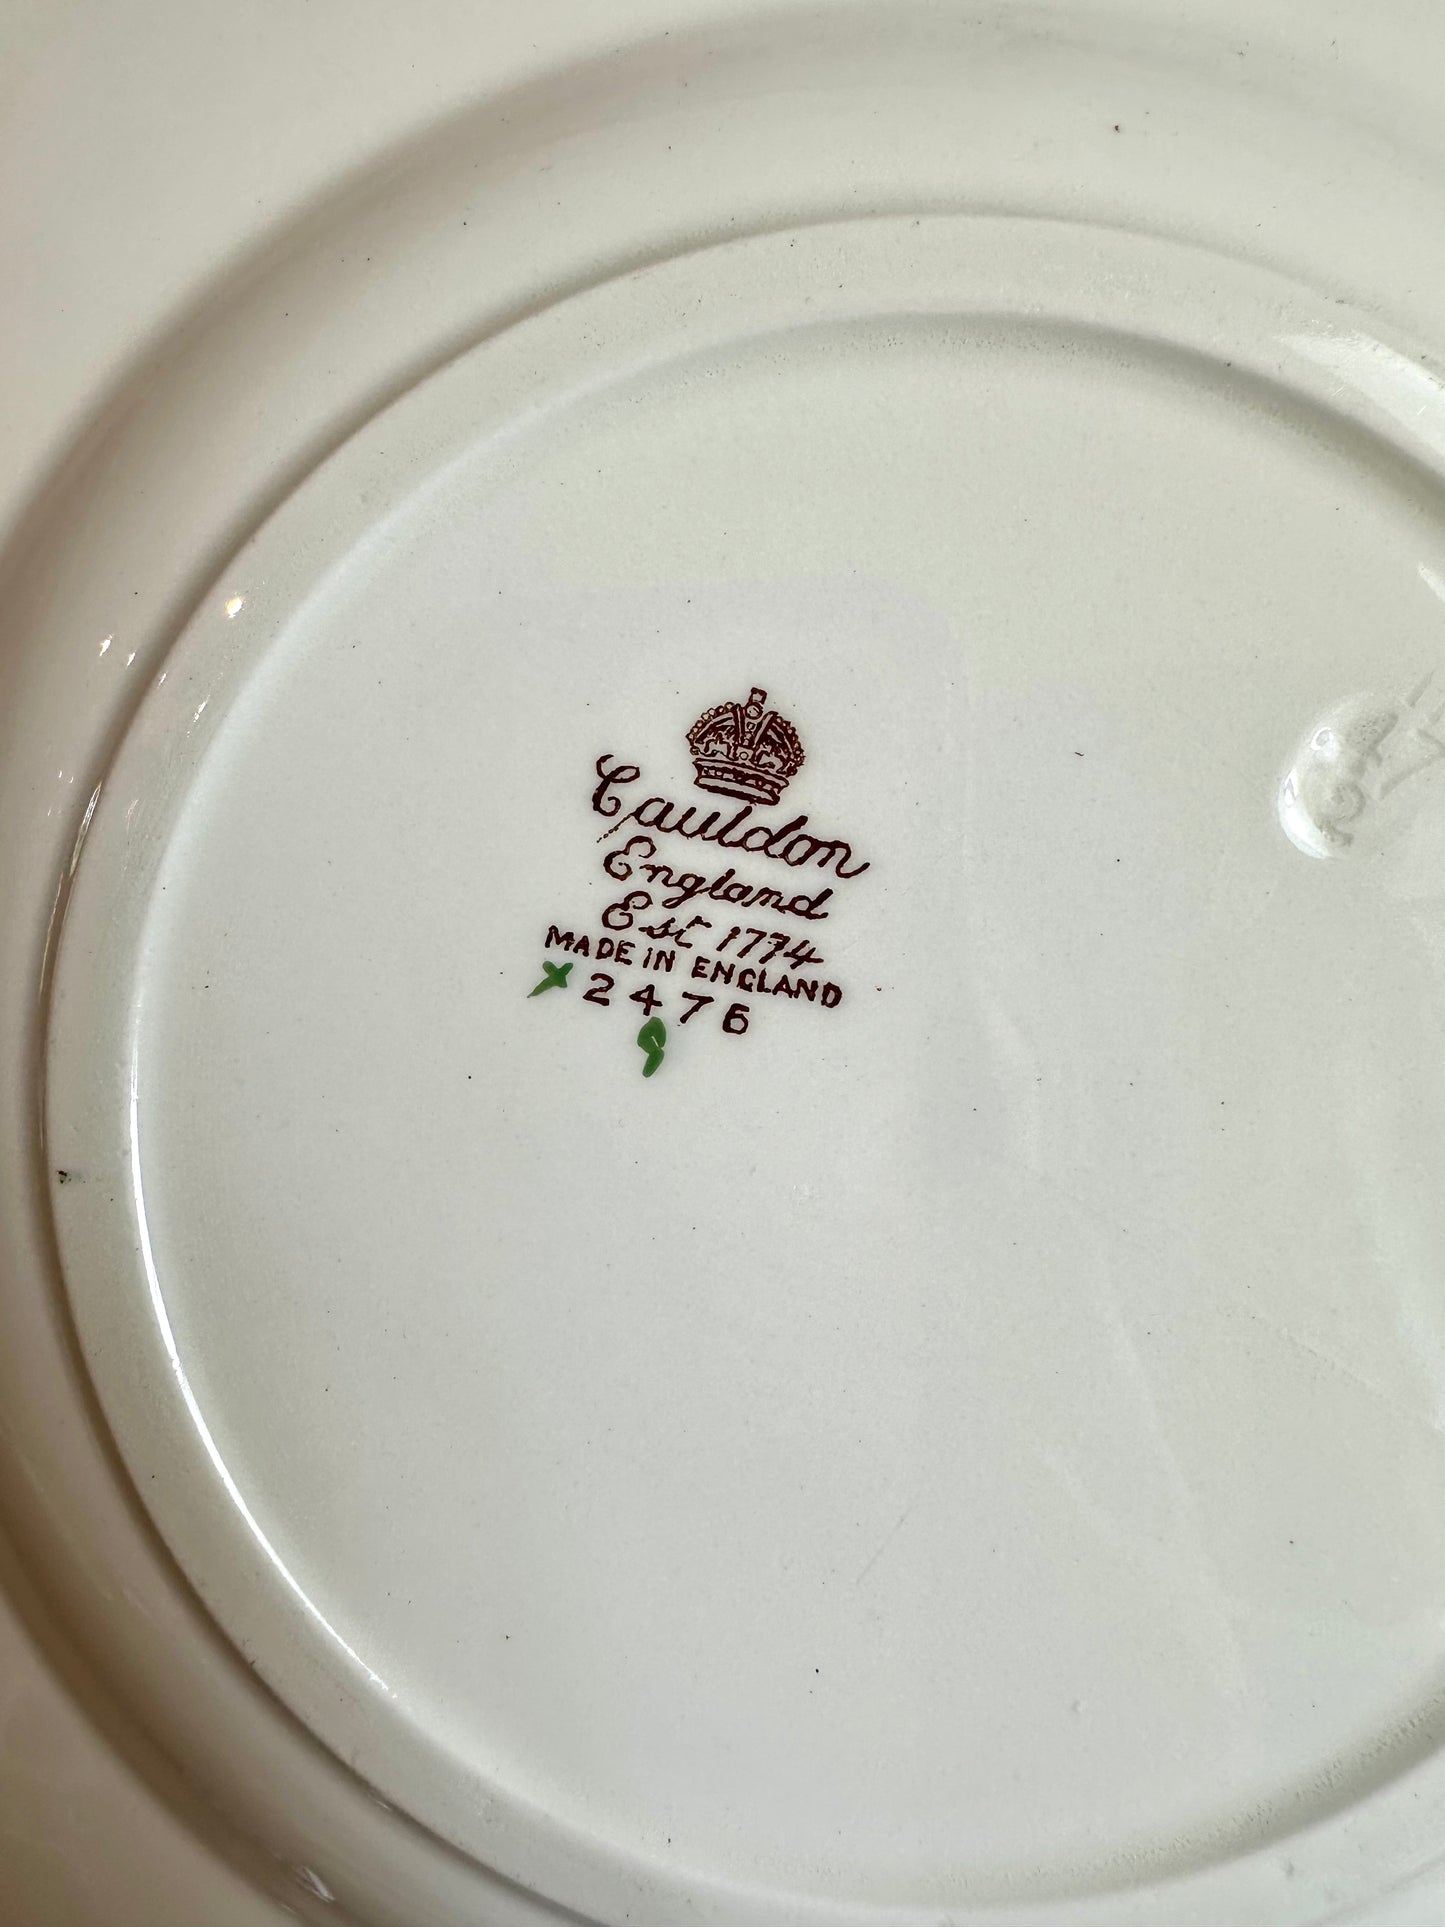 Cauldon
England
Est 1774
MADE IN ENGLAND
2476